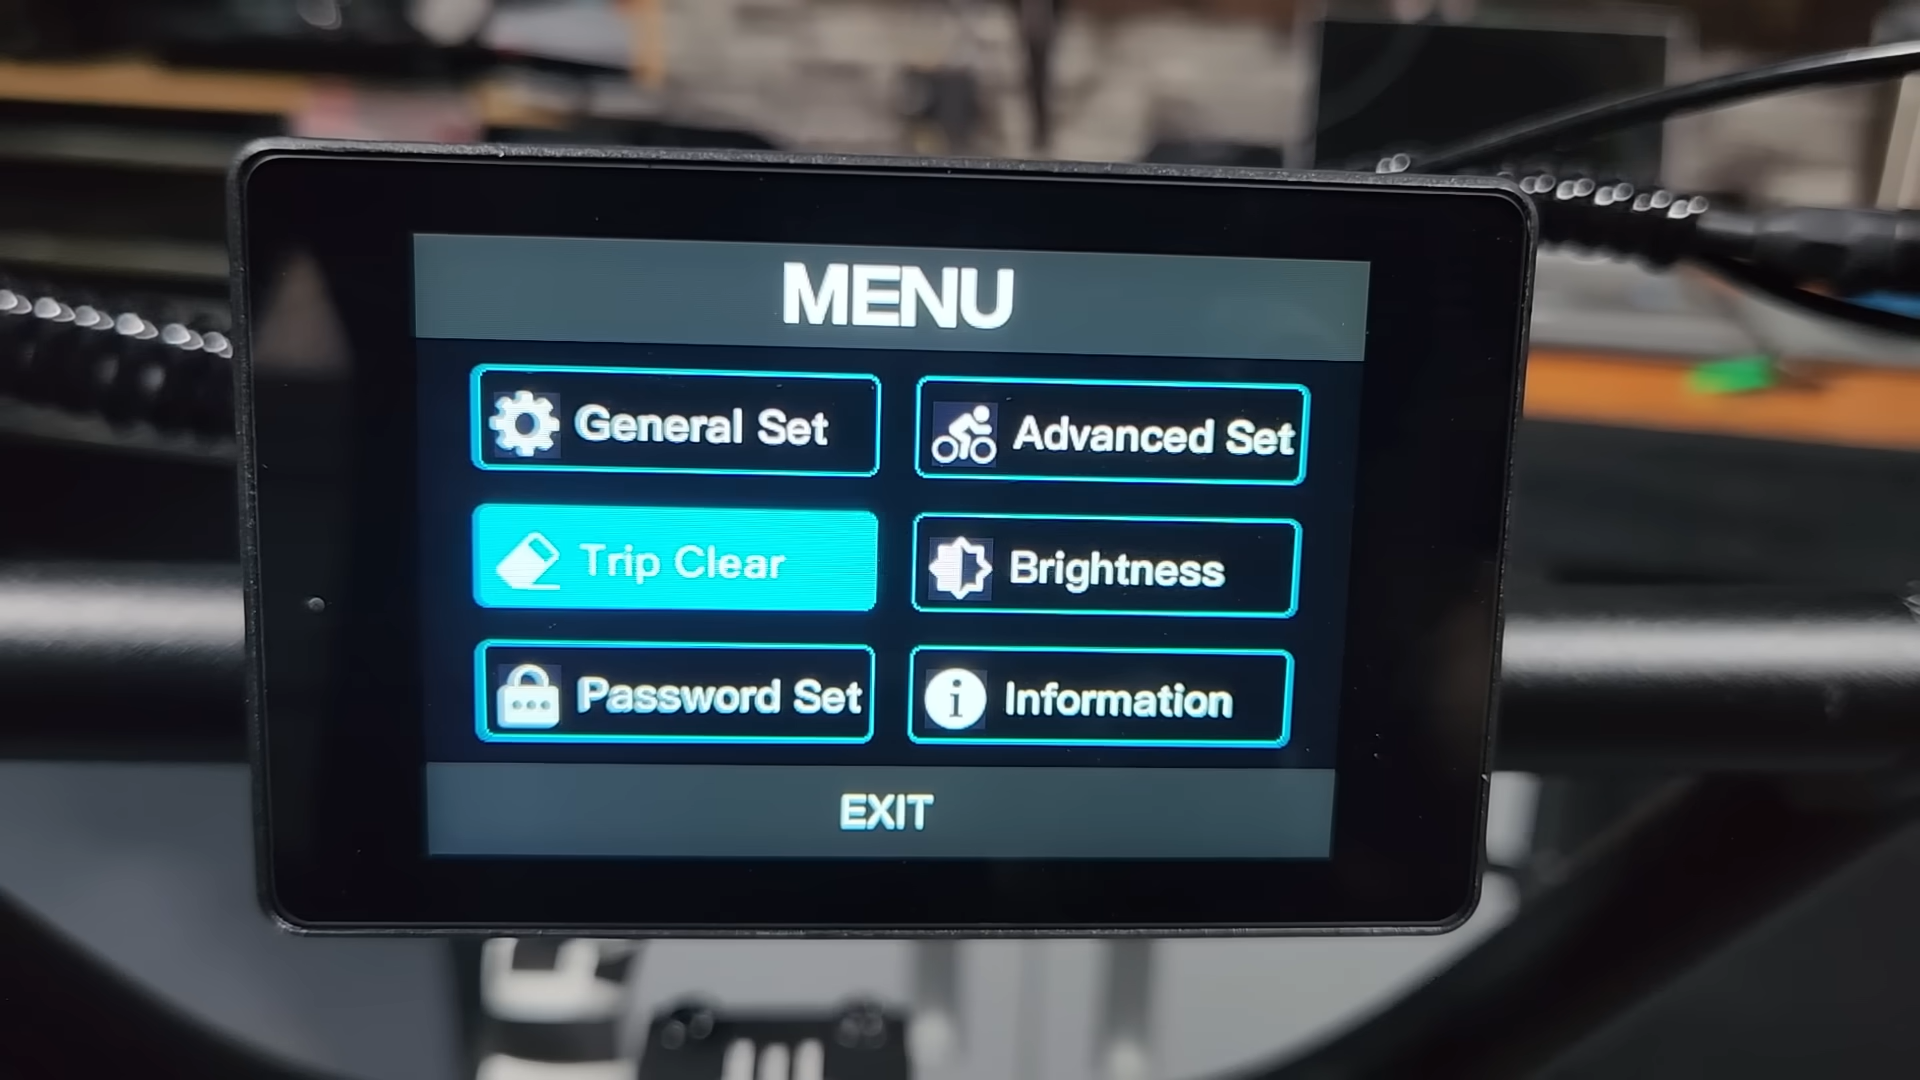 MENU
General Set
Advanced Set
Trip Clear
Brightness
Password Set
Information
EXIT